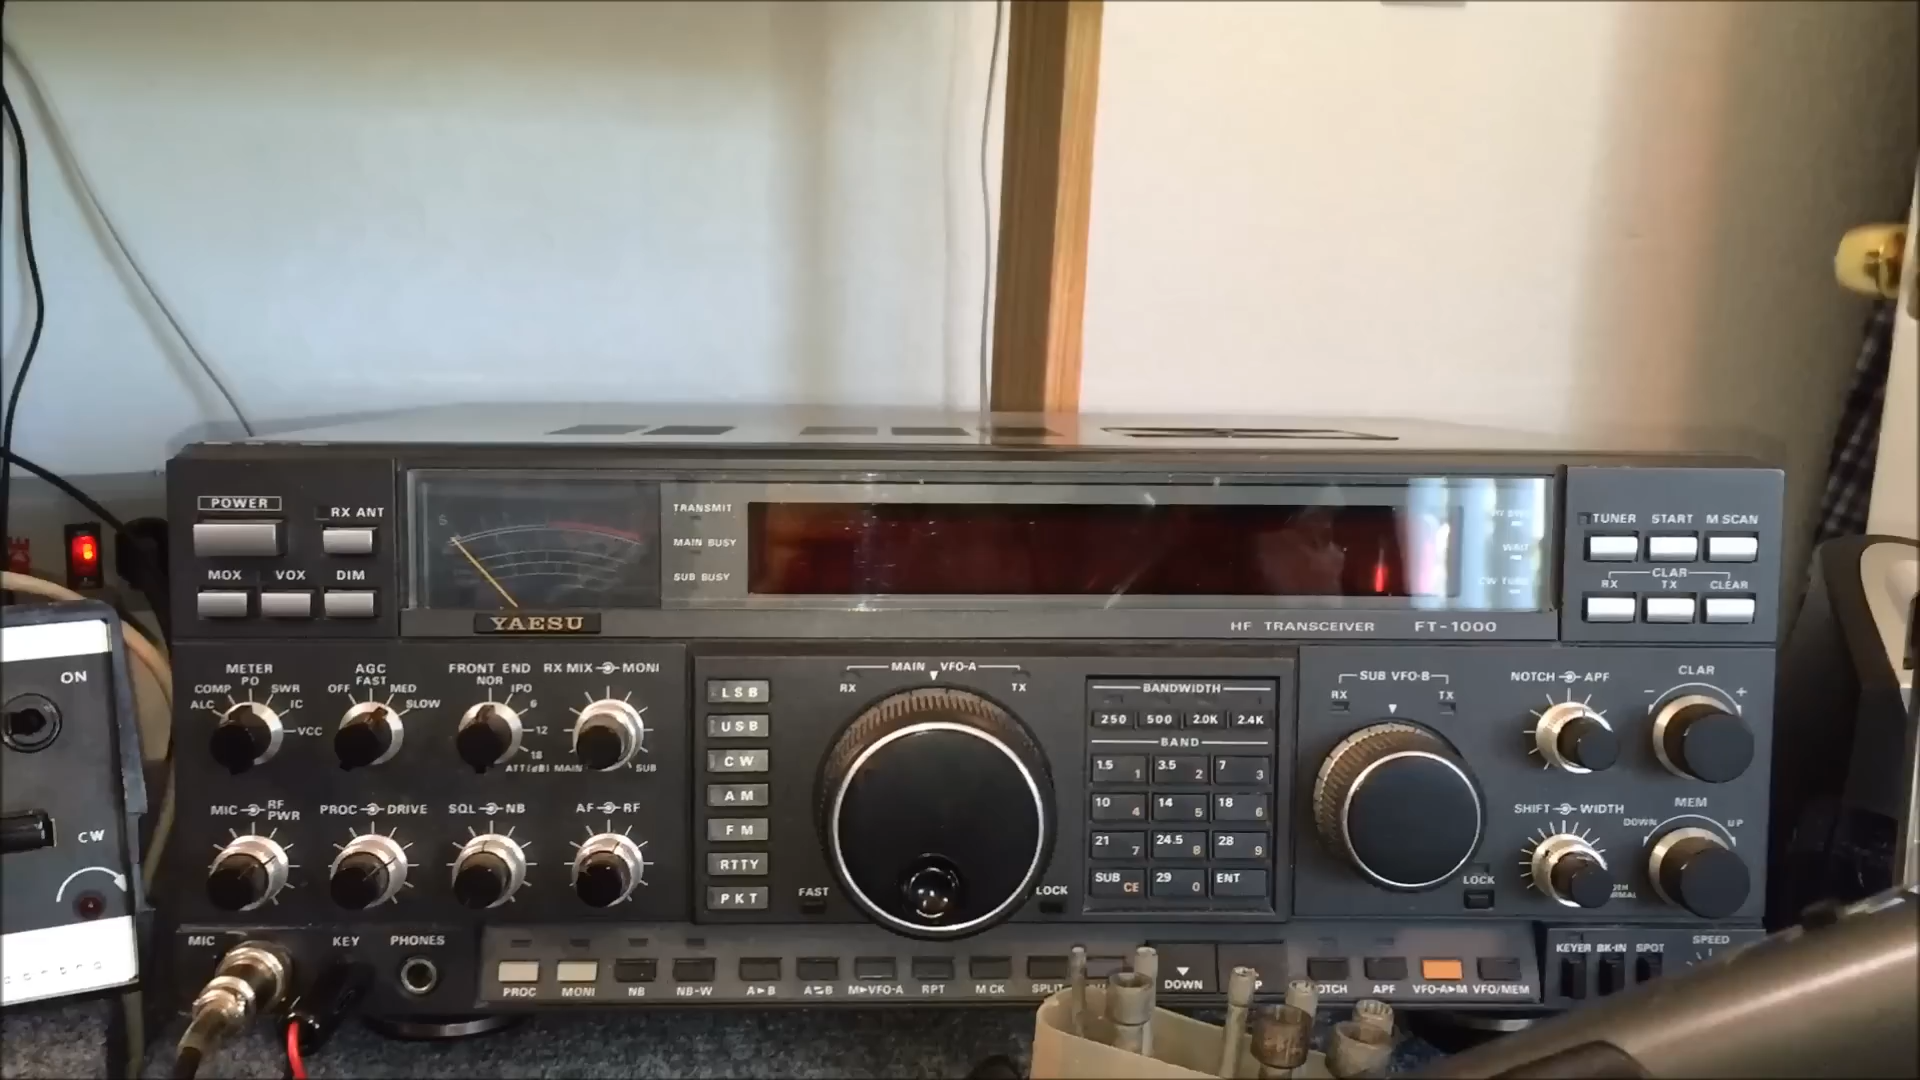 POWER
RX ANT
MOX VOX DIM
S
TRANSMIT
MAIN BUSY
SUB BUSY
WAIT
YAESU
HF TRANSCEIVER FT-1000
TUNER START M SCAN
CLAR
RX TX CLEAR
ON
CW
METER
PO
COMP SWR
ALC IC
VCC
AGC
FAST
OFF MED
SLOW
FRONT END
NOR
IPO
6
12
18
ATT(dB)
RX MIX MONI
MAIN SUB
MIC RF PWR
PROC DRIVE
SQL NB
AF RF
LSB
USB
CW
AM
FM
RTTY
PKT
MAIN VFO-A
RX TX
FAST
LOCK
BANDWIDTH
250 500 2.0K 2.4K
BAND
1.5 1 3.5 2 7 3
10 4 14 5 18 6
21 7 24.5 8 28 9
SUB CE 29 0 ENT
SUB VFO-B
RX TX
LOCK
NOTCH APF
CLAR
- +
SHIFT WIDTH
MEM
DOWN UP
MIC
KEY
PHONES
PROC MONI NB NB-W A►B A⇆B M►VFO-A RPT M CK SPLIT DOWN P OTCH APF VFO-A►M VFO/MEM
KEYER BK-IN SPOT SPEED